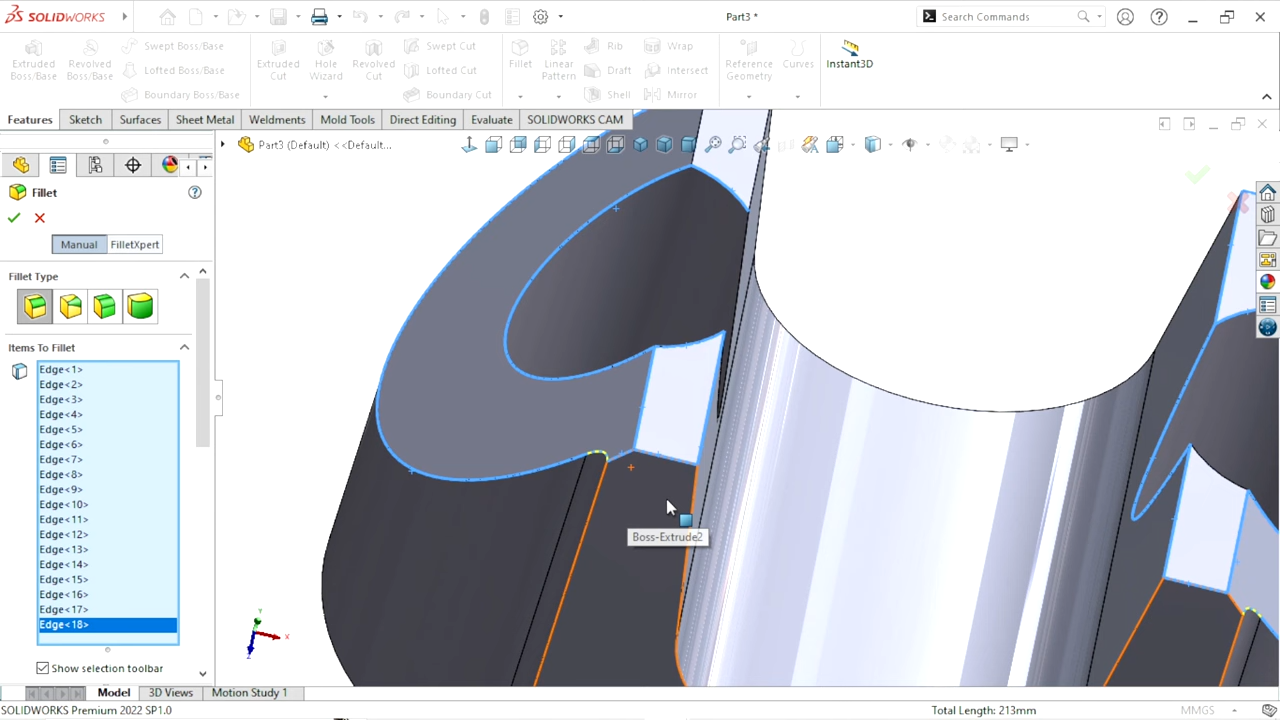 SOLIDWORKS
Part3 *
Search Commands
Extruded Boss/Base
Revolved Boss/Base
Swept Boss/Base
Lofted Boss/Base
Boundary Boss/Base
Extruded Cut
Hole Wizard
Revolved Cut
Swept Cut
Lofted Cut
Boundary Cut
Fillet
Linear Pattern
Rib
Draft
Shell
Wrap
Intersect
Mirror
Reference Geometry
Curves
Instant3D
Features
Sketch
Surfaces
Sheet Metal
Weldments
Mold Tools
Direct Editing
Evaluate
SOLIDWORKS CAM
Part3 (Default) <<Default...
Fillet
Manual
FilletXpert
Fillet Type
Items To Fillet
Edge<1>
Edge<2>
Edge<3>
Edge<4>
Edge<5>
Edge<6>
Edge<7>
Edge<8>
Edge<9>
Edge<10>
Edge<11>
Edge<12>
Edge<13>
Edge<14>
Edge<15>
Edge<16>
Edge<17>
Edge<18>
Show selection toolbar
Boss-Extrude2
Y
X
Z
Model
3D Views
Motion Study 1
SOLIDWORKS Premium 2022 SP1.0
Total Length: 213mm
MMGS